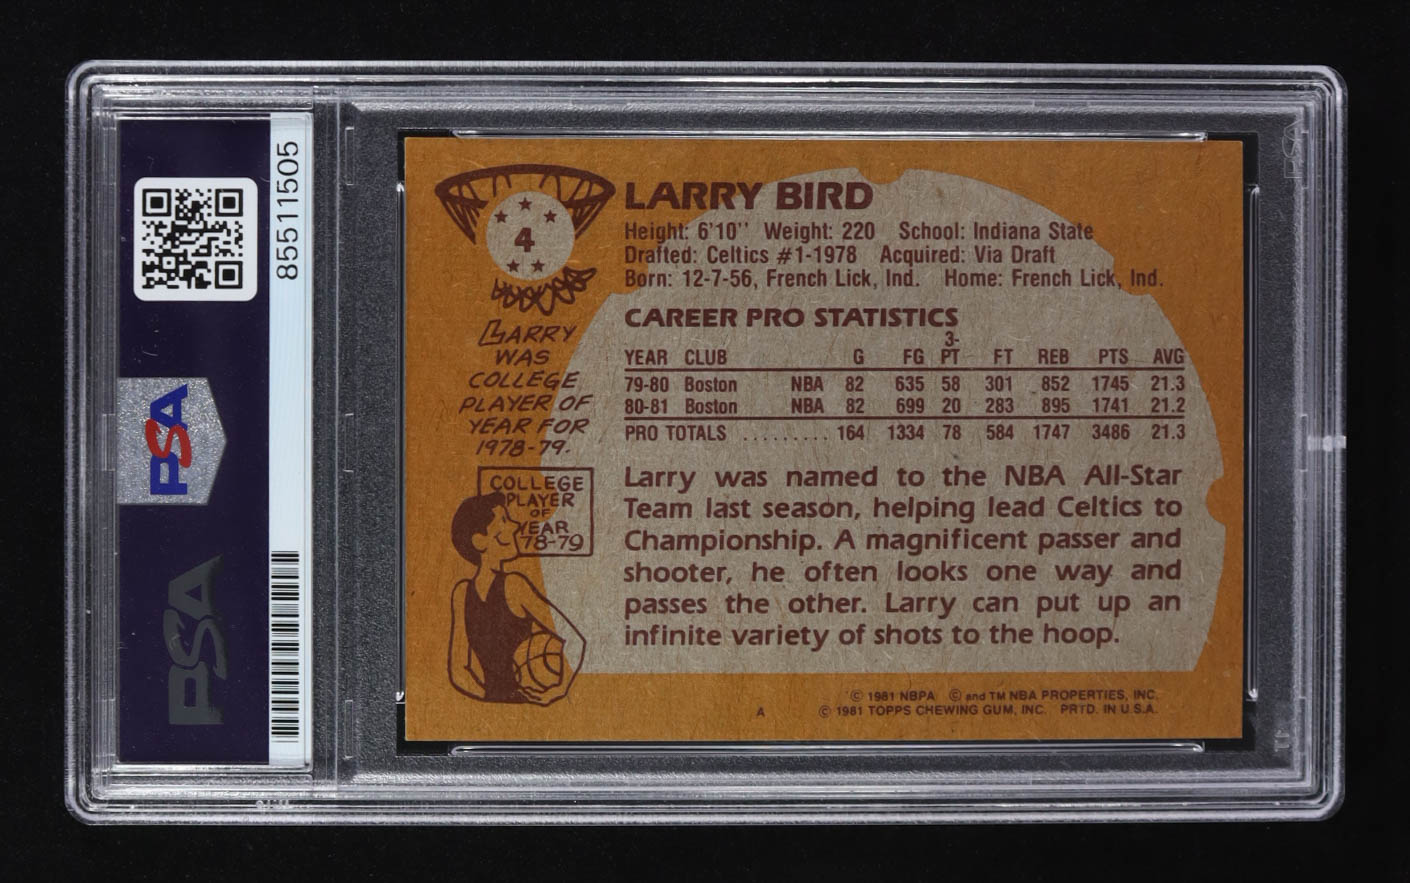 85511505
PSA
PSA
4
LARRY BIRD
Height: 6'10'' Weight: 220 School: Indiana State
Drafted: Celtics #1-1978 Acquired: Via Draft
Born: 12-7-56, French Lick, Ind. Home: French Lick, Ind.
LARRY
WAS
COLLEGE
PLAYER OF
YEAR FOR
1978-79.
COLLEGE
PLAYER
OF
YEAR
78-79
CAREER PRO STATISTICS
YEAR CLUB G FG 3-PT FT REB PTS AVG
79-80 Boston NBA 82 635 58 301 852 1745 21.3
80-81 Boston NBA 82 699 20 283 895 1741 21.2
PRO TOTALS ......... 164 1334 78 584 1747 3486 21.3
Larry was named to the NBA All-Star
Team last season, helping lead Celtics to
Championship. A magnificent passer and
shooter, he often looks one way and
passes the other. Larry can put up an
infinite variety of shots to the hoop.
© 1981 NBPA © and TM NBA PROPERTIES, INC.
A © 1981 TOPPS CHEWING GUM, INC. PRTD. IN U.S.A.